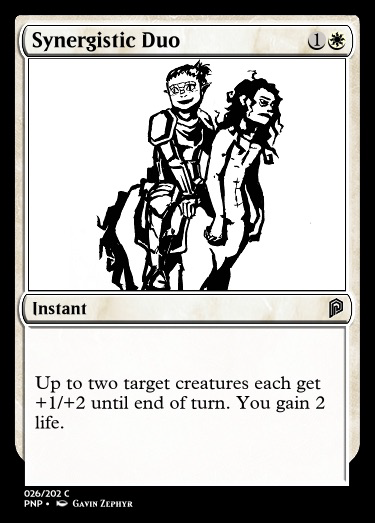 Synergistic Duo 1
Instant
Up to two target creatures each get
+1/+2 until end of turn. You gain 2
life.
026/202 C
PNP • Gavin Zephyr